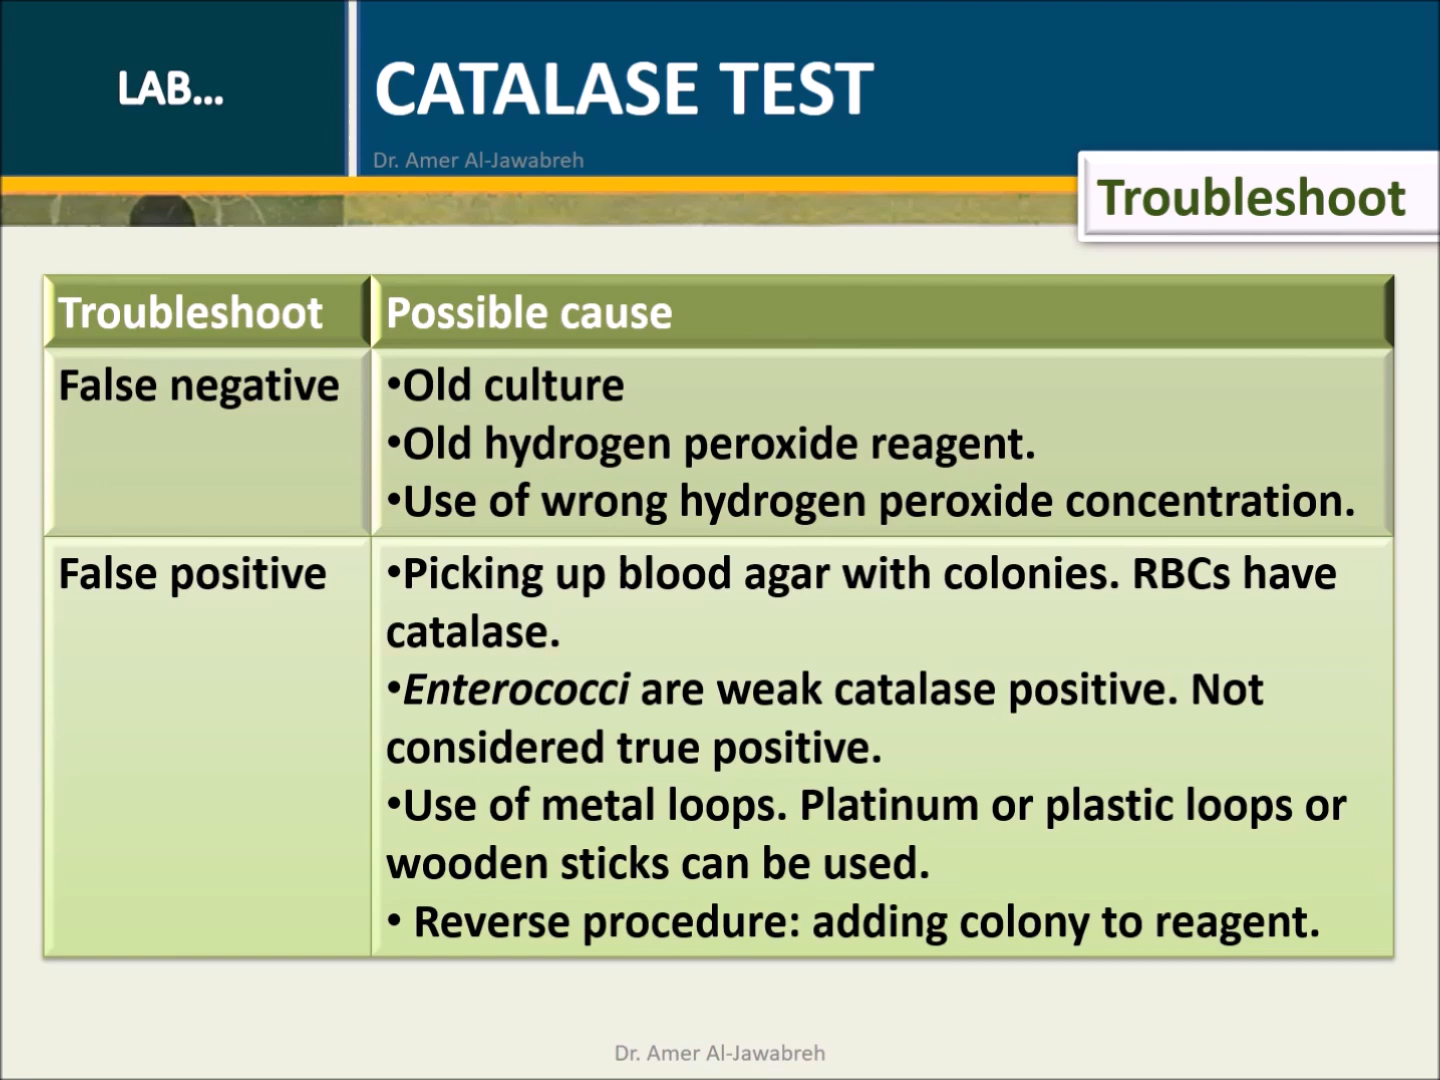 LAB...
CATALASE TEST
Dr. Amer Al-Jawabreh
Troubleshoot
Troubleshoot
Possible cause
False negative
•Old culture
•Old hydrogen peroxide reagent.
•Use of wrong hydrogen peroxide concentration.
False positive
•Picking up blood agar with colonies. RBCs have
catalase.
•Enterococci are weak catalase positive. Not
considered true positive.
•Use of metal loops. Platinum or plastic loops or
wooden sticks can be used.
• Reverse procedure: adding colony to reagent.
Dr. Amer Al-Jawabreh